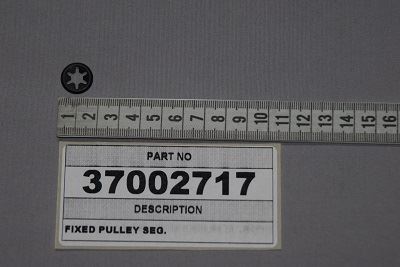 1 2 3 4 5 6 7 8 9 10 11 12 13 14 15 16
PART NO
37002717
DESCRIPTION
FIXED PULLEY SEG.